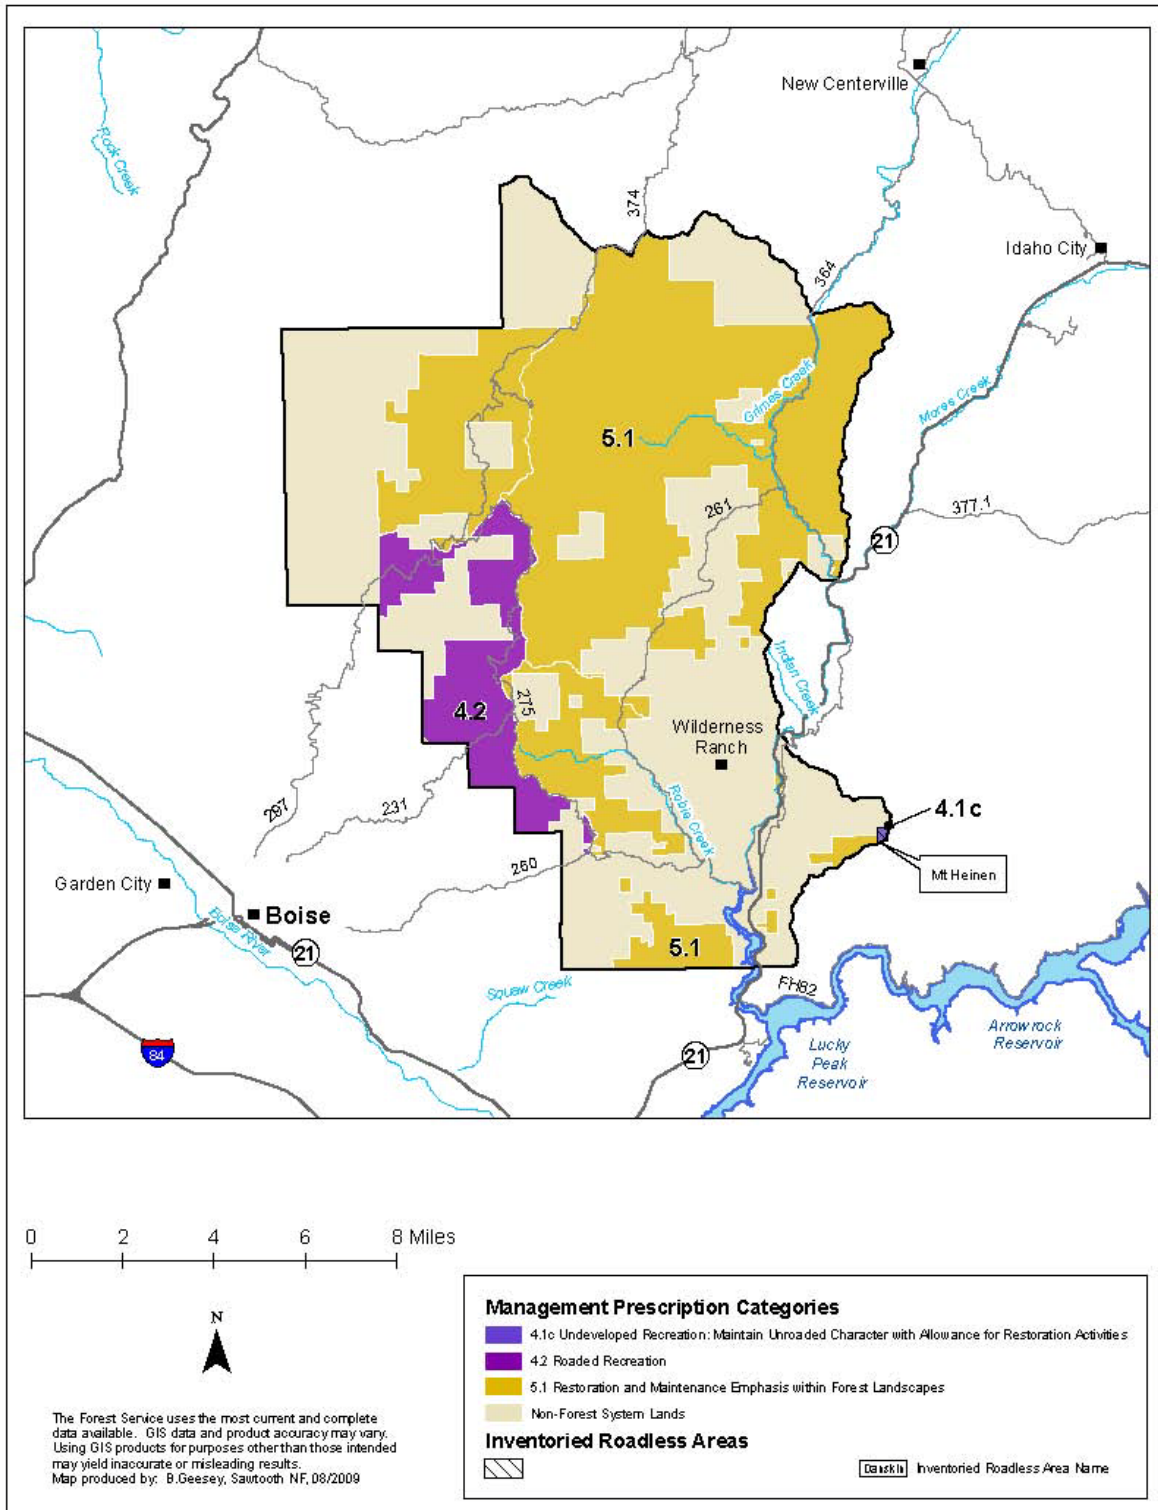 New Centerville
Rock Creek
374
Idaho City
364
Grimes Creek
Mores Creek
5.1
261
377.1
21
Indian Creek
275
4.2
Wilderness
Ranch
297
231
Robie Creek
4.1c
Mt Heinen
260
Garden City
Boise
Boise River
21
5.1
Squaw Creek
FH82
Arrowrock
Reservoir
Lucky
Peak
Reservoir
84
21
0 2 4 6 8 Miles
N
Management Prescription Categories
4.1c Undeveloped Recreation: Maintain Unroaded Character with Allowance for Restoration Activities
4.2 Roaded Recreation
5.1 Restoration and Maintenance Emphasis within Forest Landscapes
Non-Forest System Lands
Inventoried Roadless Areas
Danskin Inventoried Roadless Area Name
The Forest Service uses the most current and complete
data available. GIS data and product accuracy may vary.
Using GIS products for purposes other than those intended
may yield inaccurate or misleading results.
Map produced by: B.Geesey, Sawtooth NF, 08/2009